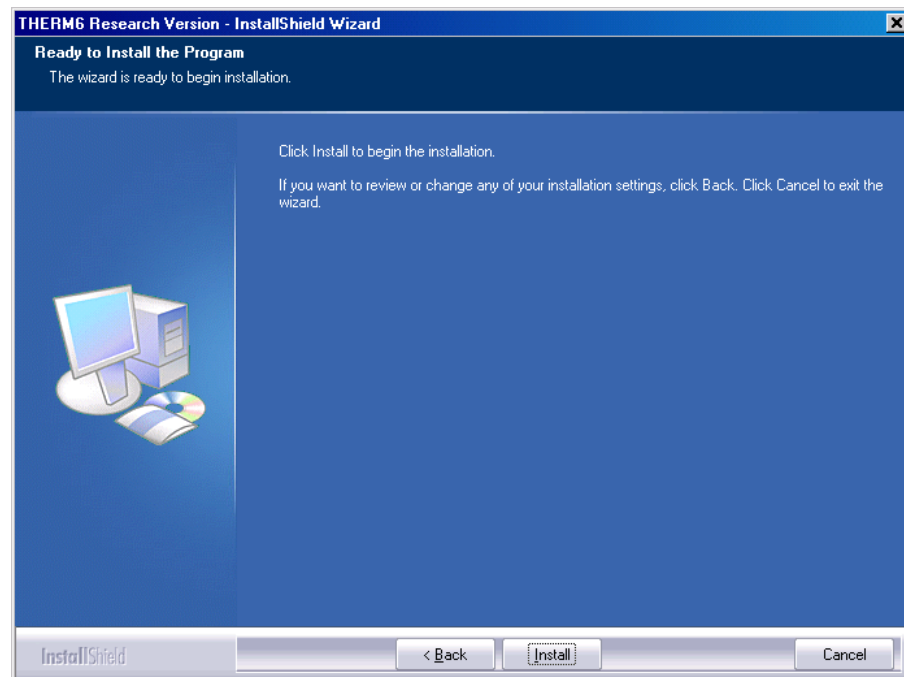 THERM6 Research Version - InstallShield Wizard
Ready to Install the Program
The wizard is ready to begin installation.
Click Install to begin the installation.
If you want to review or change any of your installation settings, click Back. Click Cancel to exit the
wizard.
InstallShield
< Back
Install
Cancel